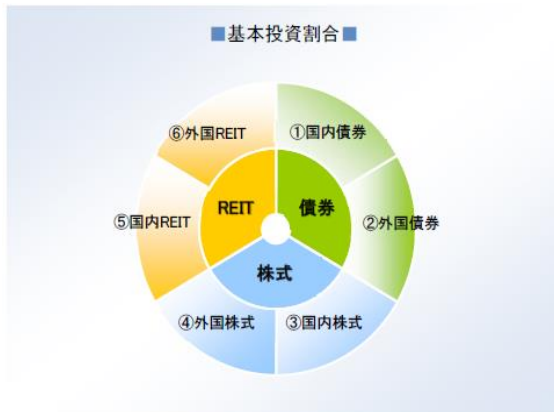 ■基本投資割合■
⑥外国REIT
①国内債券
REIT
債券
⑤国内REIT
②外国債券
株式
④外国株式
③国内株式